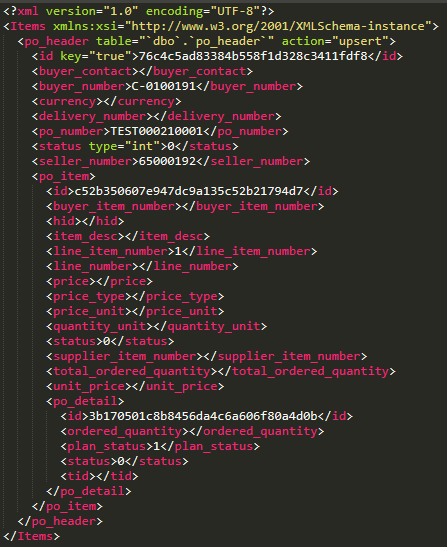 <?xml version="1.0" encoding="UTF-8"?>
<Items xmlns:xsi="http://www.w3.org/2001/XMLSchema-instance">
<po_header table="`dbo`.`po_header`" action="upsert">
<id key="true">76c4c5ad83384b558f1d328c3411fdf8</id>
<buyer_contact></buyer_contact>
<buyer_number>C-0100191</buyer_number>
<currency></currency>
<delivery_number></delivery_number>
<po_number>TEST000210001</po_number>
<status type="int">0</status>
<seller_number>65000192</seller_number>
<po_item>
<id>c52b350607e947dc9a135c52b21794d7</id>
<buyer_item_number></buyer_item_number>
<hid></hid>
<item_desc></item_desc>
<line_item_number>1</line_item_number>
<line_number></line_number>
<price></price>
<price_type></price_type>
<price_unit></price_unit>
<quantity_unit></quantity_unit>
<status>0</status>
<supplier_item_number></supplier_item_number>
<total_ordered_quantity></total_ordered_quantity>
<unit_price></unit_price>
<po_detail>
<id>3b170501c8b8456da4c6a606f80a4d0b</id>
<ordered_quantity></ordered_quantity>
<plan_status>1</plan_status>
<status>0</status>
<tid></tid>
</po_detail>
</po_item>
</po_header>
</Items>